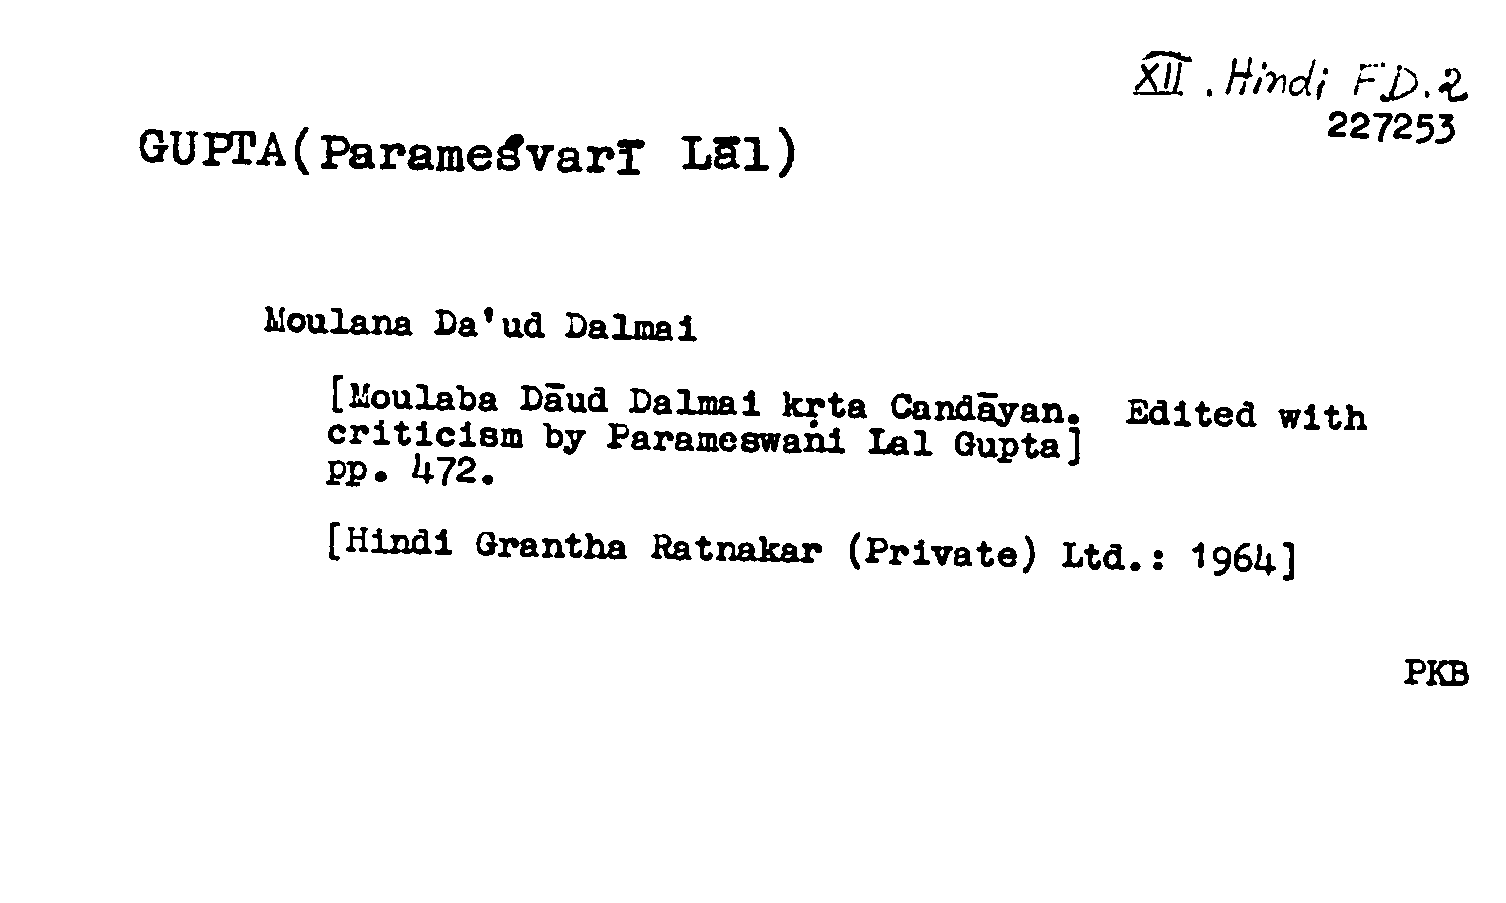 XII . Hindi F D. 2
227253
GUPTA(Parameśvarī Lāl)
Moulana Da'ud Dalmai
[Moulaba Dāud Dalmai kṛta Candāyan. Edited with
criticism by Parameswaṅi Lal Gupta]
pp. 472.
[Hindi Grantha Ratnakar (Private) Ltd.: 1964]
PKB